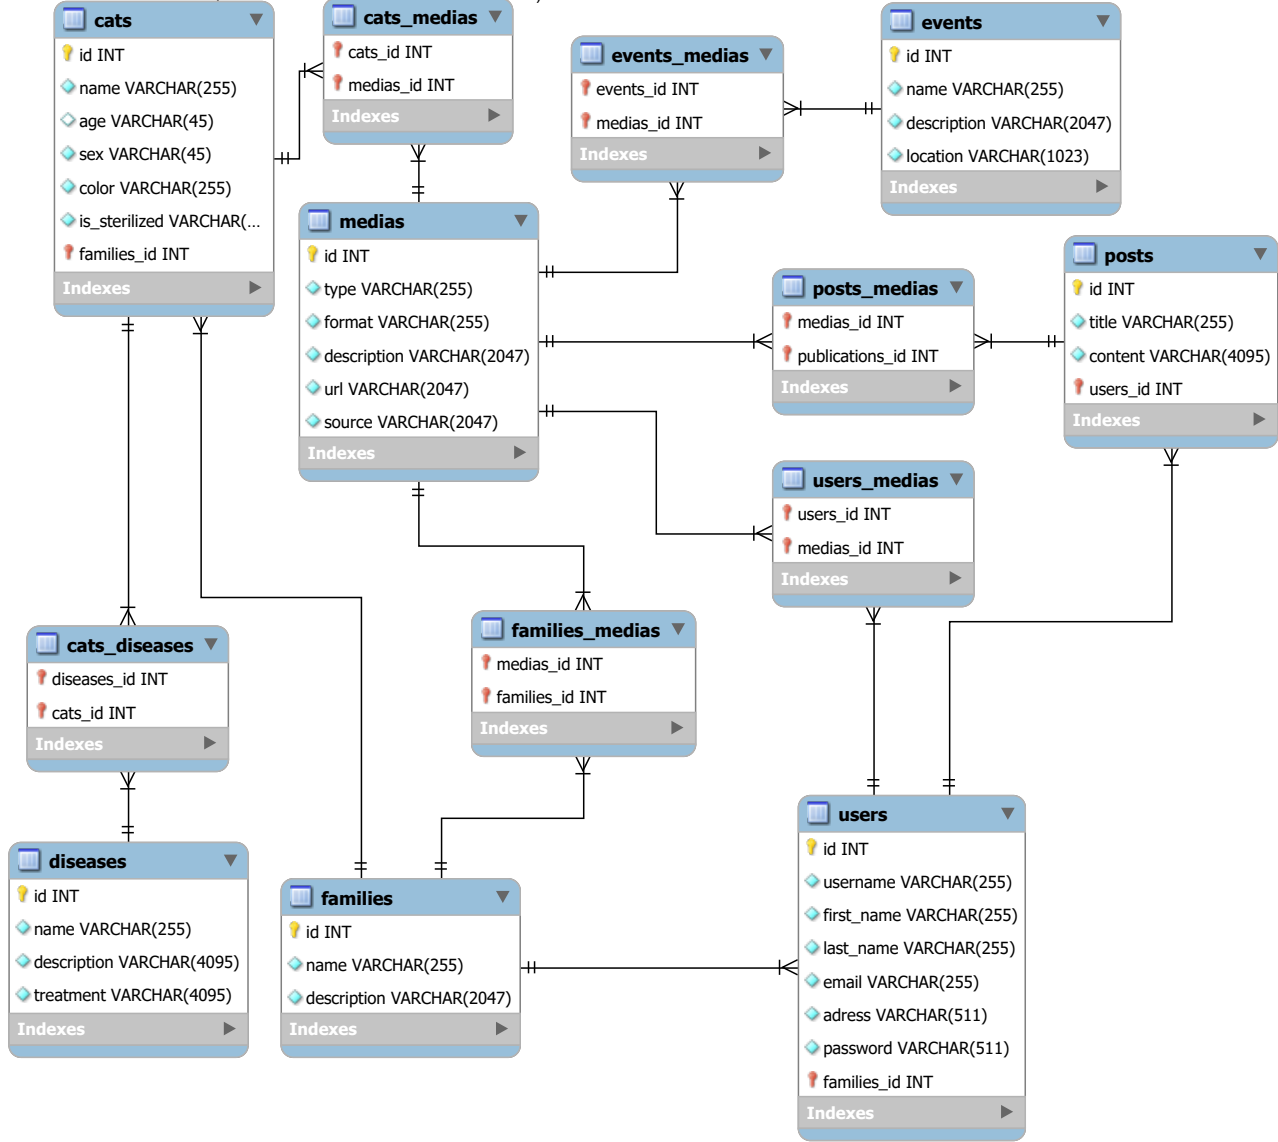 cats
id INT
name VARCHAR(255)
age VARCHAR(45)
sex VARCHAR(45)
color VARCHAR(255)
is_sterilized VARCHAR(...
families_id INT
Indexes
cats_medias
cats_id INT
medias_id INT
Indexes
events_medias
events_id INT
medias_id INT
Indexes
events
id INT
name VARCHAR(255)
description VARCHAR(2047)
location VARCHAR(1023)
Indexes
medias
id INT
type VARCHAR(255)
format VARCHAR(255)
description VARCHAR(2047)
url VARCHAR(2047)
source VARCHAR(2047)
Indexes
posts_medias
medias_id INT
publications_id INT
Indexes
posts
id INT
title VARCHAR(255)
content VARCHAR(4095)
users_id INT
Indexes
users_medias
users_id INT
medias_id INT
Indexes
cats_diseases
diseases_id INT
cats_id INT
Indexes
families_medias
medias_id INT
families_id INT
Indexes
diseases
id INT
name VARCHAR(255)
description VARCHAR(4095)
treatment VARCHAR(4095)
Indexes
families
id INT
name VARCHAR(255)
description VARCHAR(2047)
Indexes
users
id INT
username VARCHAR(255)
first_name VARCHAR(255)
last_name VARCHAR(255)
email VARCHAR(255)
adress VARCHAR(511)
password VARCHAR(511)
families_id INT
Indexes